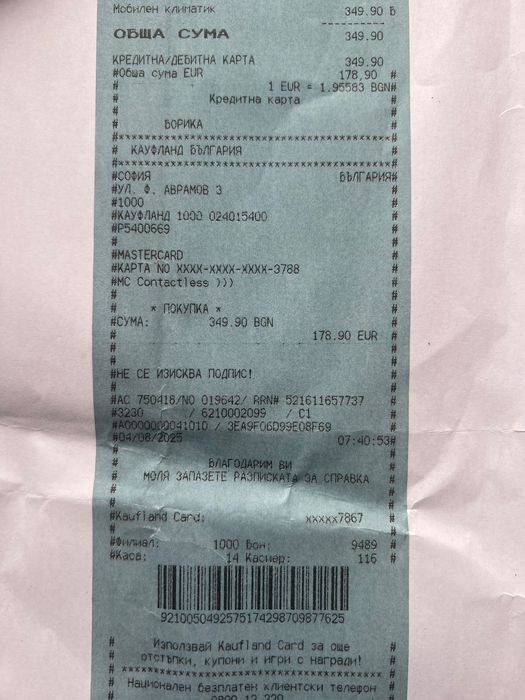 Мобилен климатик 349.90 Б
ОБЩА СУМА 349.90
КРЕДИТНА/ДЕБИТНА КАРТА 349.90
#Обща сума EUR 178,90 #
# 1 EUR = 1.95583 BGN#
# Кредитна карта #
# #
# БОРИКА #
#*********************************************#
# КАУФЛАНД БЪЛГАРИЯ #
#*********************************************#
#СОФИЯ БЪЛГАРИЯ#
#УЛ. Ф. АВРАМОВ 3 #
#1000 #
#КАУФЛАНД 1000 024015400 #
#P5400669 #
# #
#MASTERCARD #
#КАРТА NO XXXX-XXXX-XXXX-3788 #
#MC Contactless ))) #
# #
# * ПОКУПКА * #
#СУМА: 349.90 BGN #
# 178.90 EUR #
# #
# #
#НЕ СЕ ИЗИСКВА ПОДПИС! #
# #
#AC 750418/NO 019642/ RRN# 521611657737 #
#3230 / 6210002099 / C1 #
#A0000000041010 / 3EA9F06D99E08F69 #
#04/08/2025 07:40:53#
# #
# БЛАГОДАРИМ ВИ #
# МОЛЯ ЗАПАЗЕТЕ РАЗПИСКАТА ЗА СПРАВКА #
# #
# #
#Kaufland Card: xxxxx7867 #
# #
#Филиал: 1000 Бон: 9489 #
#Каса: 14 Касиер: 116 #
9210050492575174298709877625
# Използвай Kaufland Card за още #
# отстъпки, купони и игри с награди! #
#*********************************************#
# Национален безплатен клиентски телефон #
# 0800 12 220 #